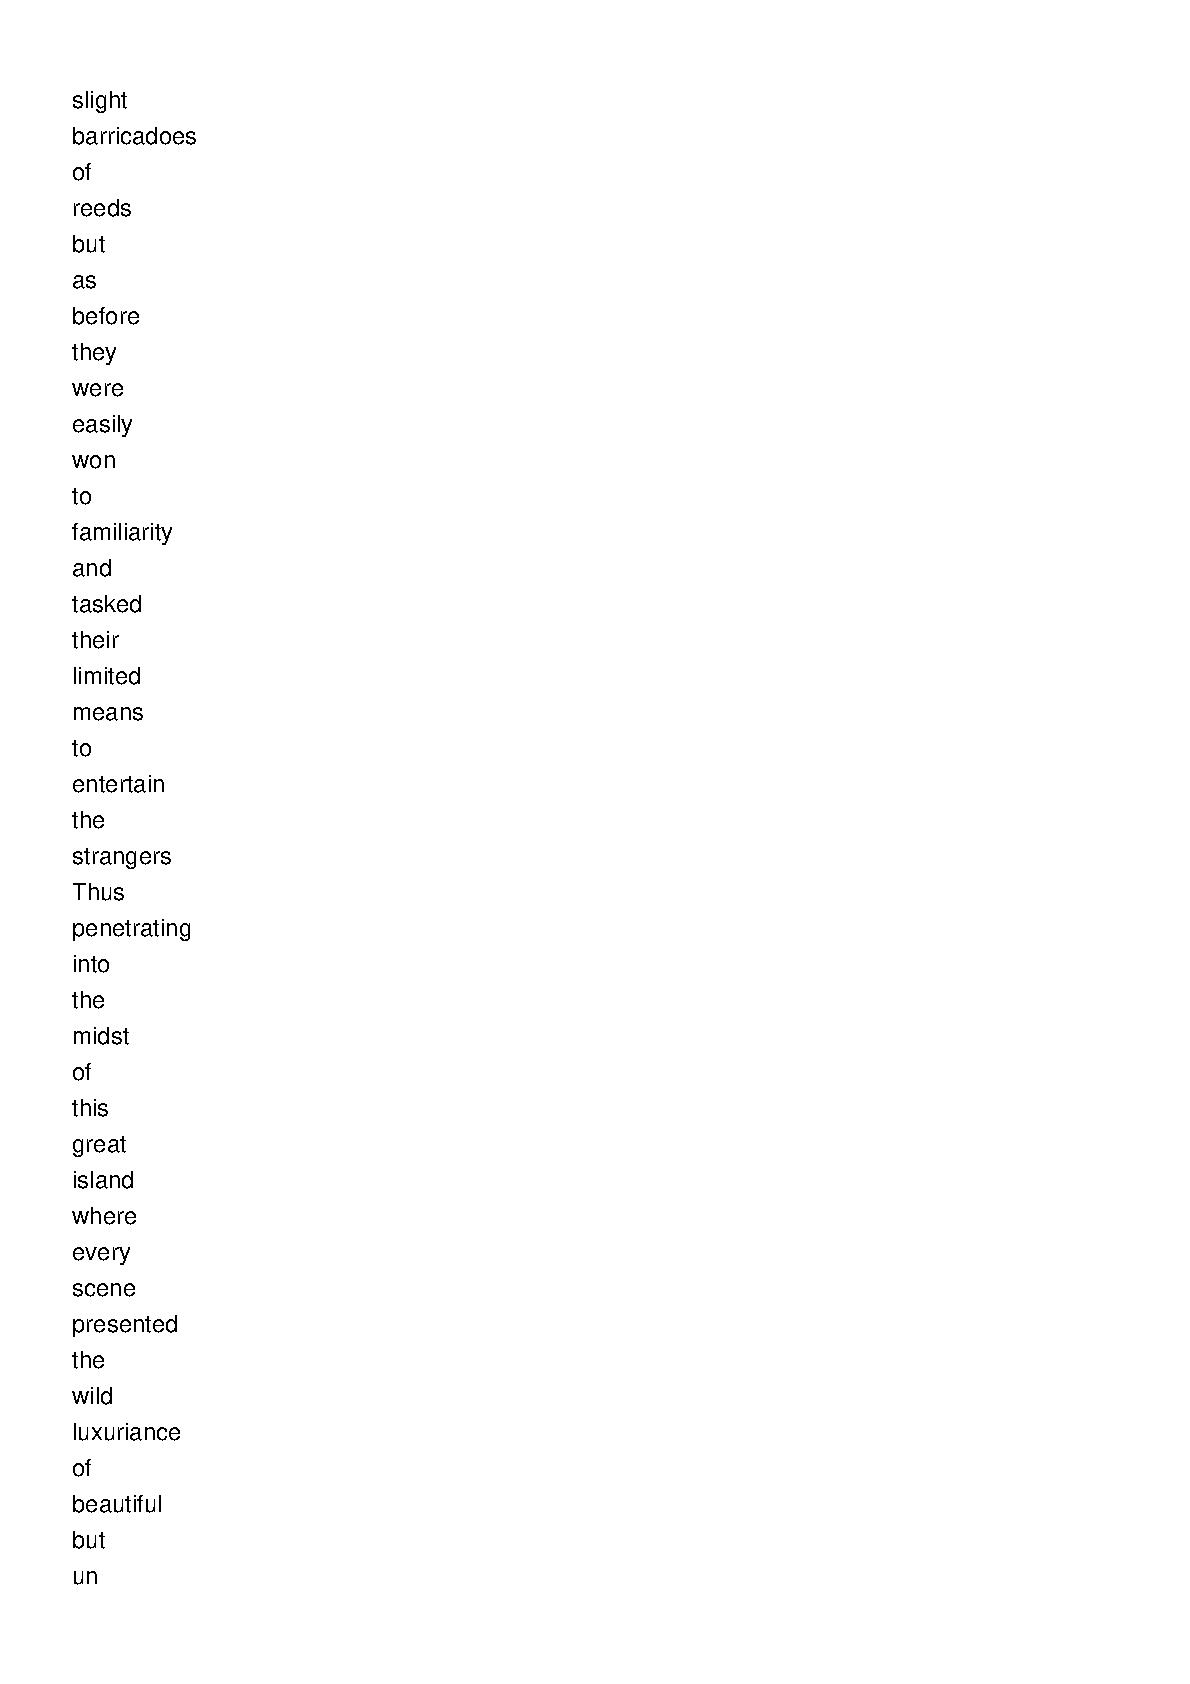 slight
barricadoes
of
reeds
but
as
before
they
were
easily
won
to
familiarity
and
tasked
their
limited
means
to
entertain
the
strangers
Thus
penetrating
into
the
midst
of
this
great
island
where
every
scene
presented
the
wild
luxuriance
of
beautiful
but
un